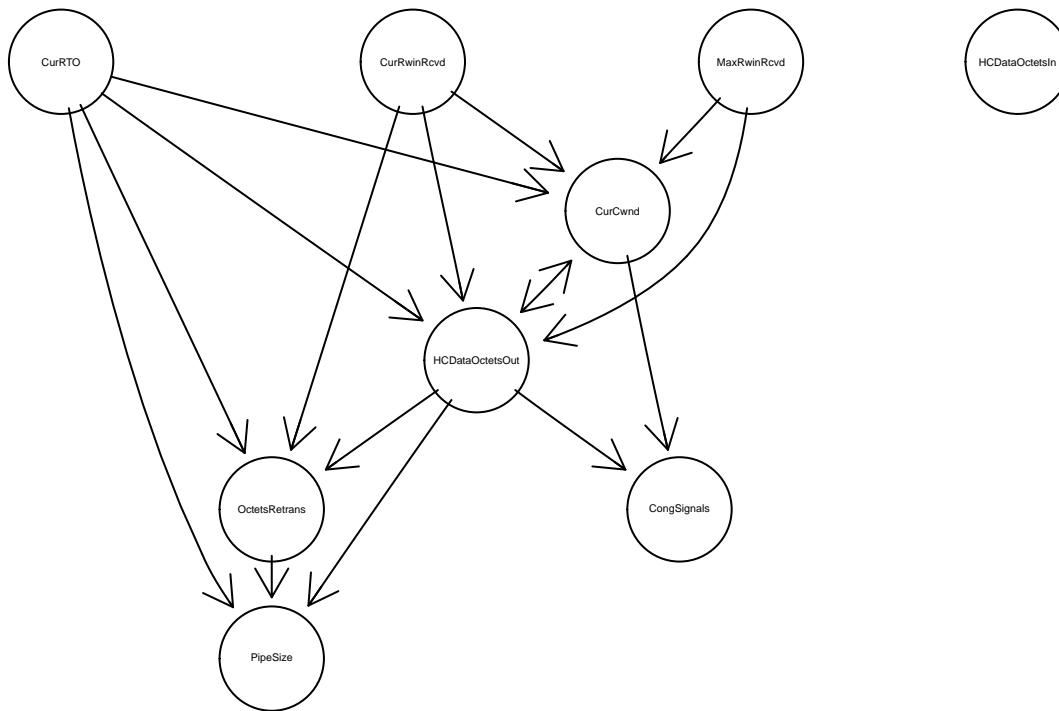 CurRTO
CurRwinRcvd
MaxRwinRcvd
HCDataOctetsIn
CurCwnd
HCDataOctetsOut
OctetsRetrans
CongSignals
PipeSize